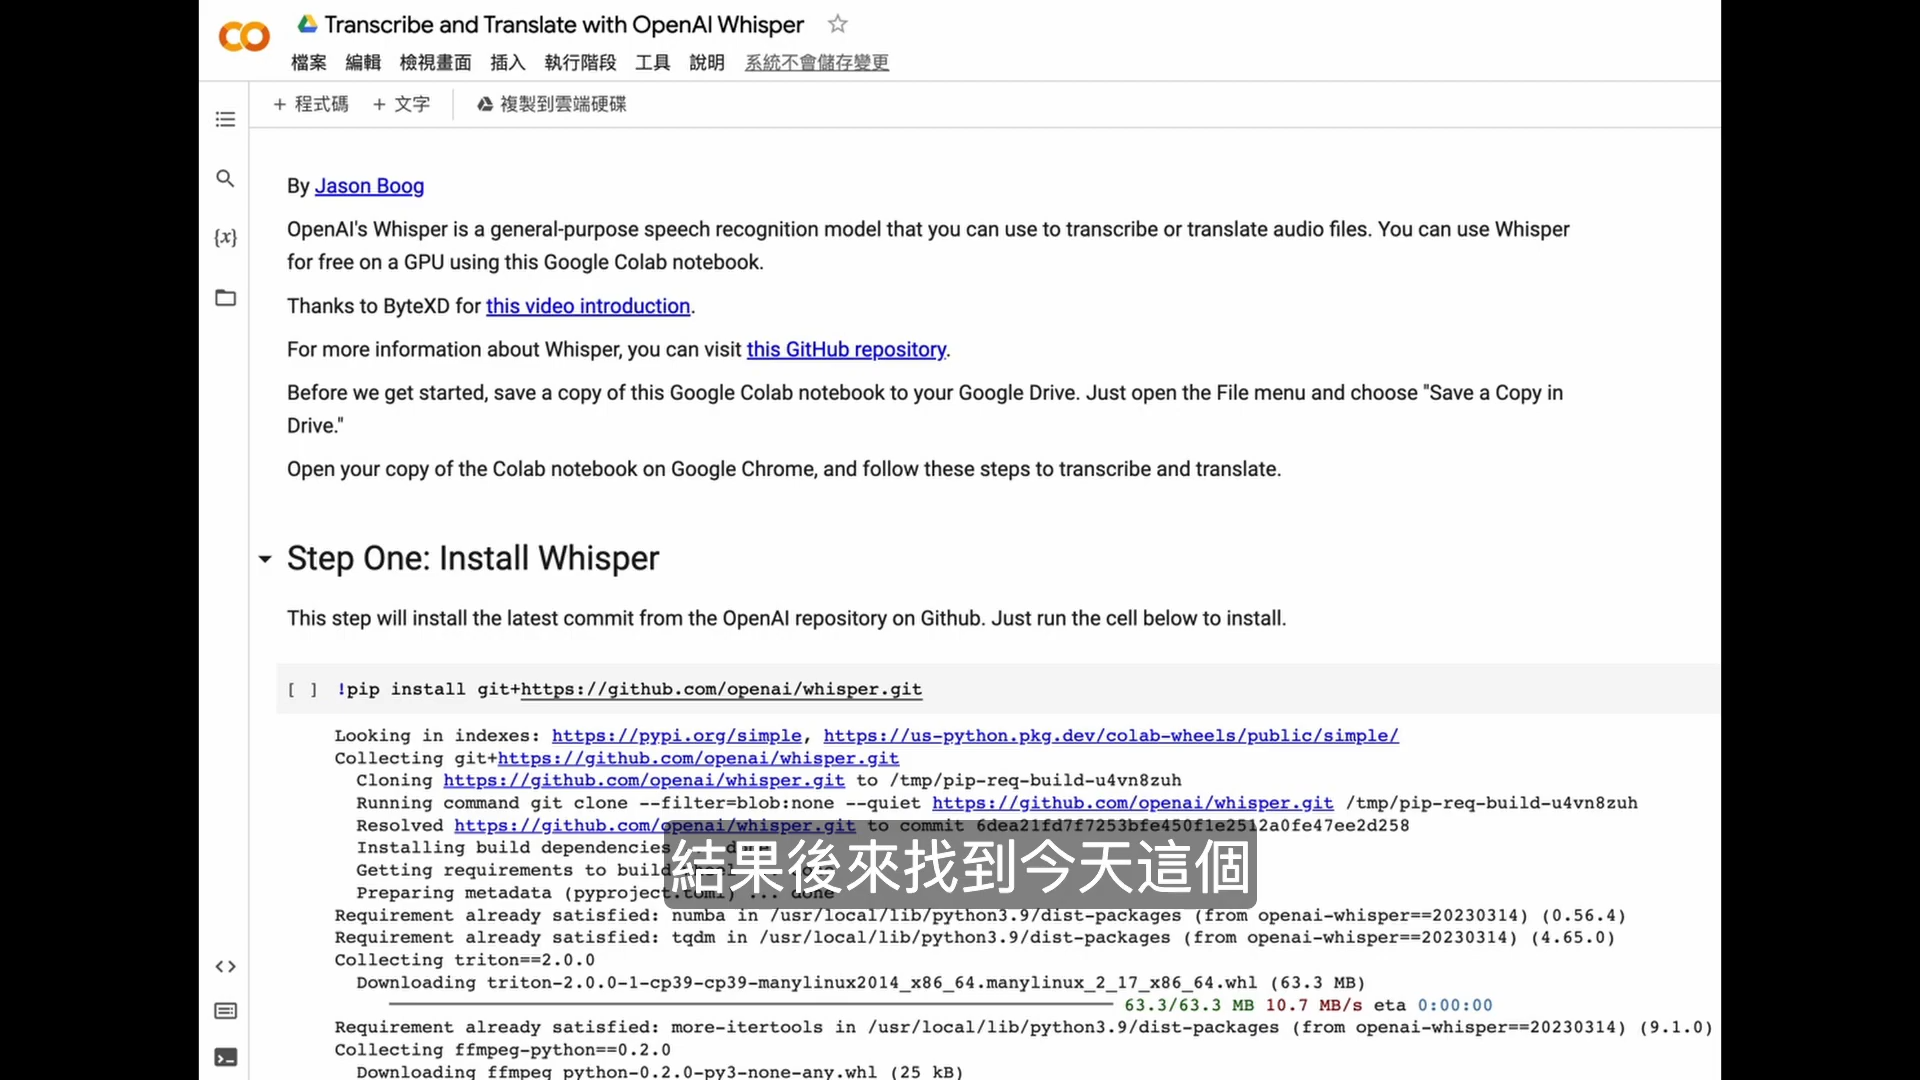 Transcribe and Translate with OpenAI Whisper
檔案 編輯 檢視畫面 插入 執行階段 工具 說明 系統不會儲存變更
+ 程式碼 + 文字 複製到雲端硬碟
By Jason Boog
OpenAI's Whisper is a general-purpose speech recognition model that you can use to transcribe or translate audio files. You can use Whisper
for free on a GPU using this Google Colab notebook.
Thanks to ByteXD for this video introduction.
For more information about Whisper, you can visit this GitHub repository.
Before we get started, save a copy of this Google Colab notebook to your Google Drive. Just open the File menu and choose "Save a Copy in
Drive."
Open your copy of the Colab notebook on Google Chrome, and follow these steps to transcribe and translate.
Step One: Install Whisper
This step will install the latest commit from the OpenAI repository on Github. Just run the cell below to install.
[ ] !pip install git+https://github.com/openai/whisper.git
Looking in indexes: https://pypi.org/simple, https://us-python.pkg.dev/colab-wheels/public/simple/
Collecting git+https://github.com/openai/whisper.git
Cloning https://github.com/openai/whisper.git to /tmp/pip-req-build-u4vn8zuh
Running command git clone --filter=blob:none --quiet https://github.com/openai/whisper.git /tmp/pip-req-build-u4vn8zuh
Resolved https://github.com/openai/whisper.git to commit 6dea21fd7f7253bfe450f1e2512a0fe47ee2d258
Installing build dependencies ... done
Getting requirements to build
Preparing metadata (pyproject.toml) ... done
結果後來找到今天這個
Requirement already satisfied: numba in /usr/local/lib/python3.9/dist-packages (from openai-whisper==20230314) (0.56.4)
Requirement already satisfied: tqdm in /usr/local/lib/python3.9/dist-packages (from openai-whisper==20230314) (4.65.0)
Collecting triton==2.0.0
Downloading triton-2.0.0-1-cp39-cp39-manylinux2014_x86_64.manylinux_2_17_x86_64.whl (63.3 MB)
63.3/63.3 MB 10.7 MB/s eta 0:00:00
Requirement already satisfied: more-itertools in /usr/local/lib/python3.9/dist-packages (from openai-whisper==20230314) (9.1.0)
Collecting ffmpeg-python==0.2.0
Downloading ffmpeg_python-0.2.0-py3-none-any.whl (25 kB)